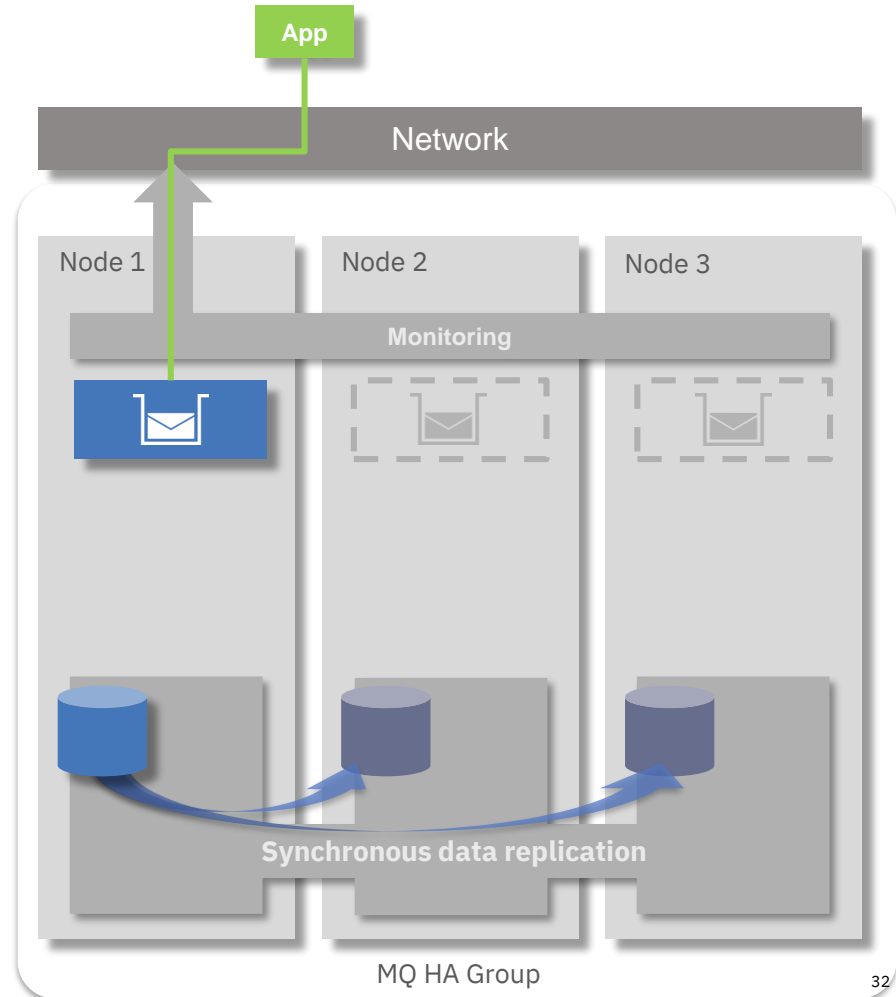 App
Network
Node 1
Node 2
Node 3
Monitoring
Synchronous data replication
MQ HA Group
32